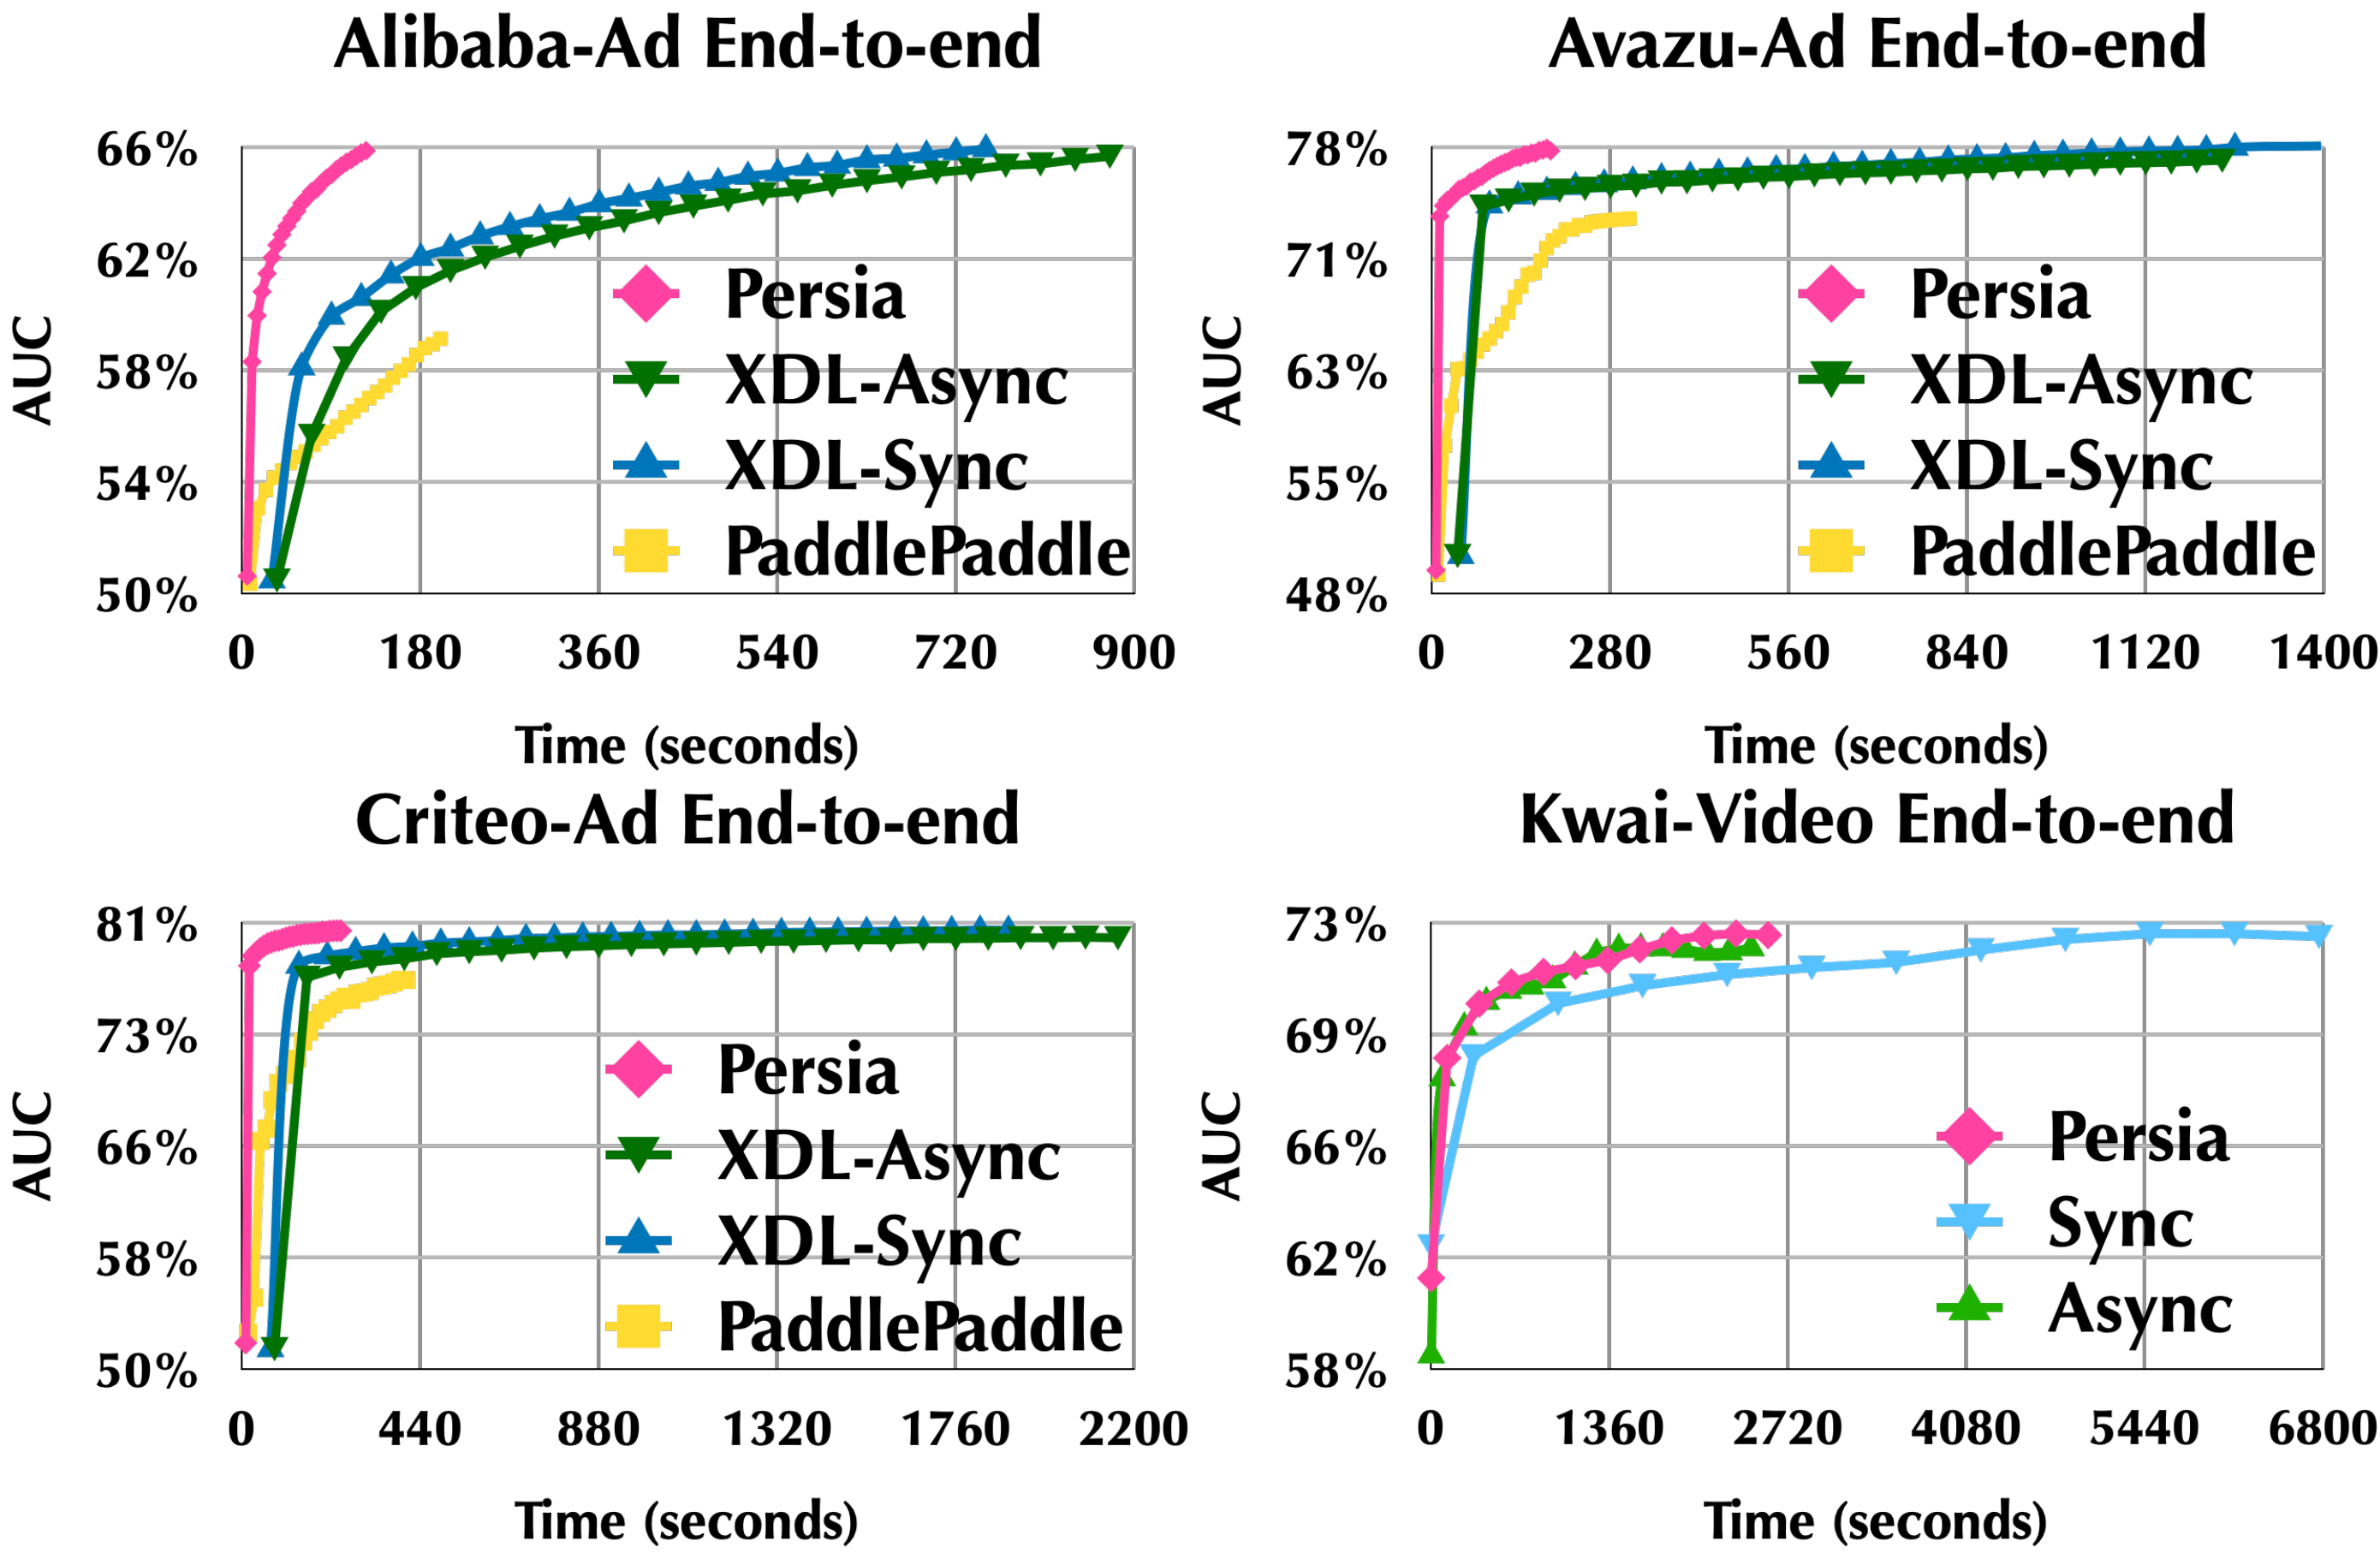 Alibaba-Ad End-to-end
AUC
66%
62%
58%
54%
50%
Persia
XDL-Async
XDL-Sync
PaddlePaddle
0 180 360 540 720 900
Time (seconds)
Avazu-Ad End-to-end
AUC
78%
71%
63%
55%
48%
Persia
XDL-Async
XDL-Sync
PaddlePaddle
0 280 560 840 1120 1400
Time (seconds)
Criteo-Ad End-to-end
AUC
81%
73%
66%
58%
50%
Persia
XDL-Async
XDL-Sync
PaddlePaddle
0 440 880 1320 1760 2200
Time (seconds)
Kwai-Video End-to-end
AUC
73%
69%
66%
62%
58%
Persia
Sync
Async
0 1360 2720 4080 5440 6800
Time (seconds)